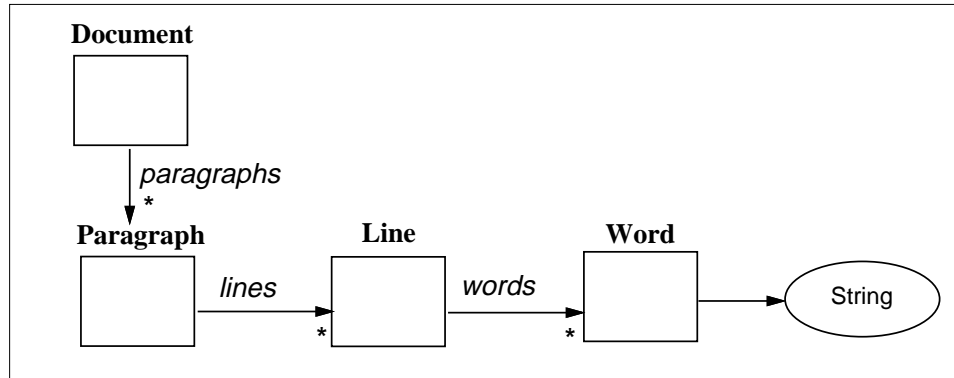 Document
paragraphs
*
Paragraph
lines
*
Line
words
*
Word
String